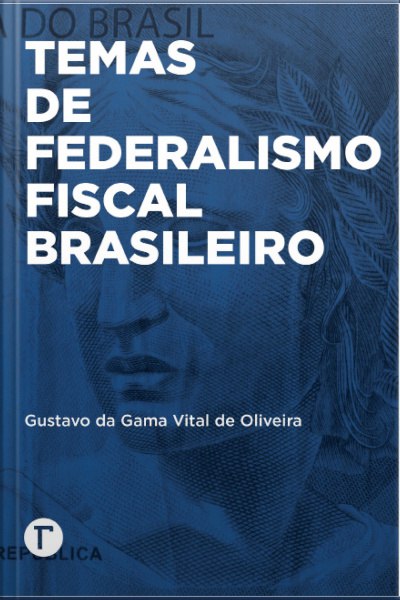 A DO BRASIL
TEMAS
DE
FEDERALISMO
FISCAL
BRASILEIRO
Gustavo da Gama Vital de Oliveira
T
REPÚBLICA